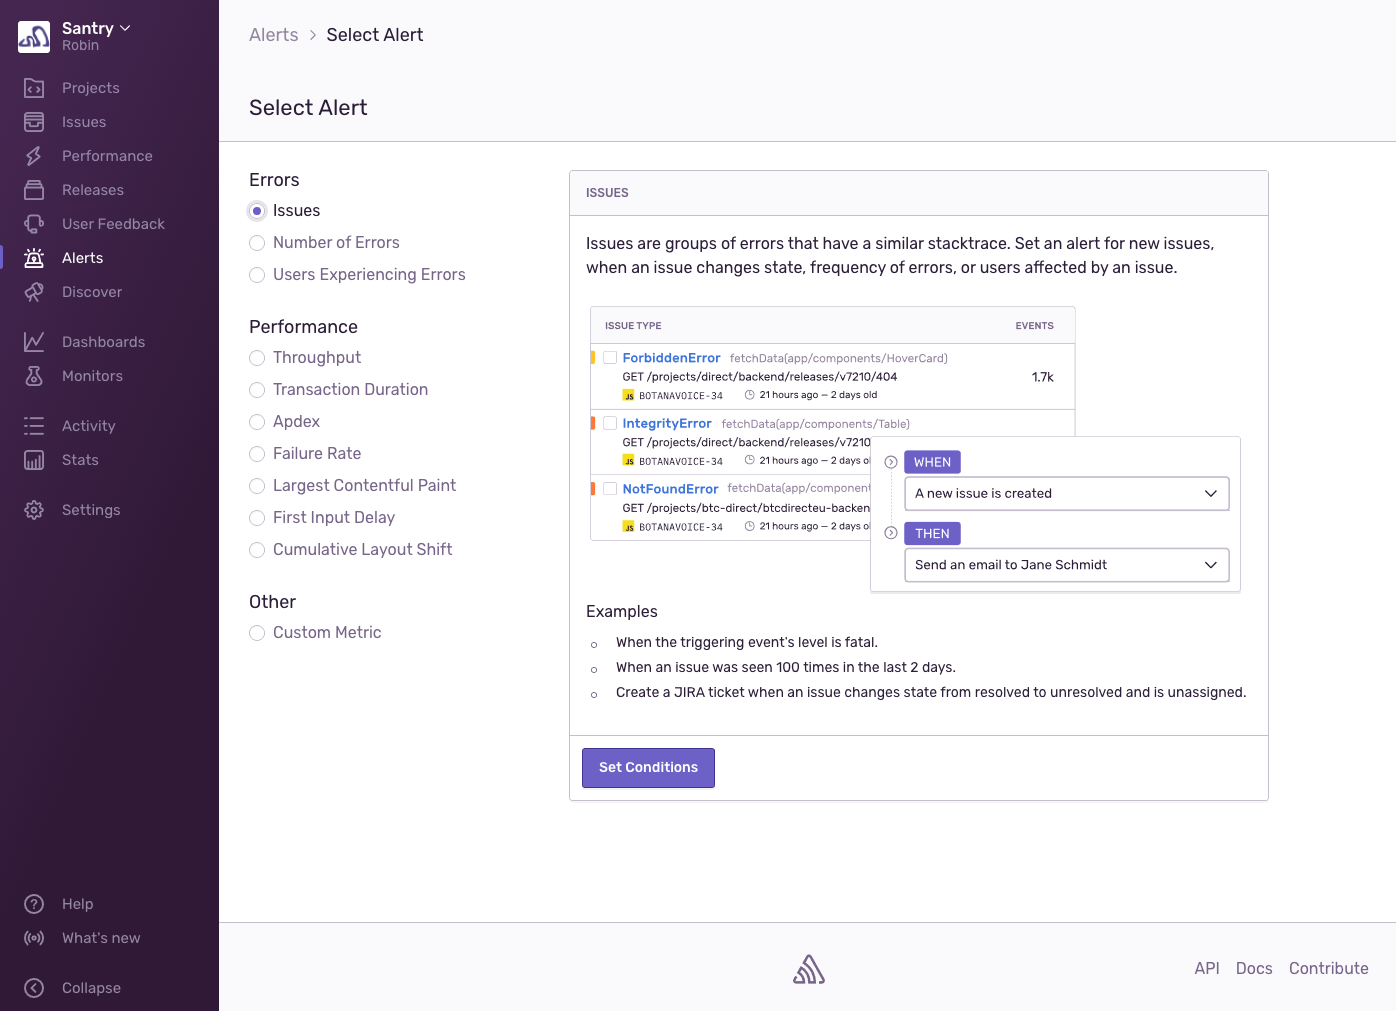 Santry
Robin
Projects
Issues
Performance
Releases
User Feedback
Alerts
Discover
Dashboards
Monitors
Activity
Stats
Settings
Help
What's new
Collapse
Alerts > Select Alert
Select Alert
Errors
Issues
Number of Errors
Users Experiencing Errors
Performance
Throughput
Transaction Duration
Apdex
Failure Rate
Largest Contentful Paint
First Input Delay
Cumulative Layout Shift
Other
Custom Metric
ISSUES
Issues are groups of errors that have a similar stacktrace. Set an alert for new issues,
when an issue changes state, frequency of errors, or users affected by an issue.
ISSUE TYPE EVENTS
ForbiddenError fetchData(app/components/HoverCard)
GET /projects/direct/backend/releases/v7210/404 1.7k
JS BOTANAVOICE-34 21 hours ago — 2 days old
IntegrityError fetchData(app/components/Table)
GET /projects/direct/backend/releases/v7210
JS BOTANAVOICE-34 21 hours ago — 2 days ol
NotFoundError fetchData(app/component
GET /projects/btc-direct/btcdirecteu-backen
JS BOTANAVOICE-34 21 hours ago — 2 days ol
WHEN
A new issue is created
THEN
Send an email to Jane Schmidt
Examples
When the triggering event's level is fatal.
When an issue was seen 100 times in the last 2 days.
Create a JIRA ticket when an issue changes state from resolved to unresolved and is unassigned.
Set Conditions
API Docs Contribute